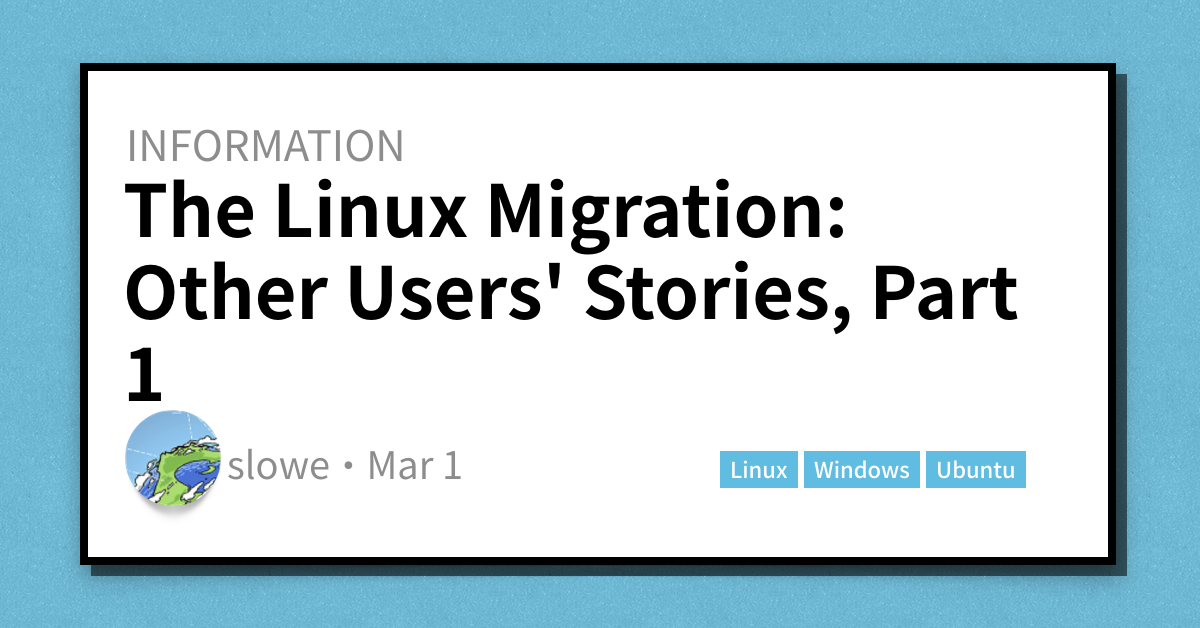 INFORMATION
The Linux Migration:
Other Users' Stories, Part
1
slowe • Mar 1
Linux Windows Ubuntu